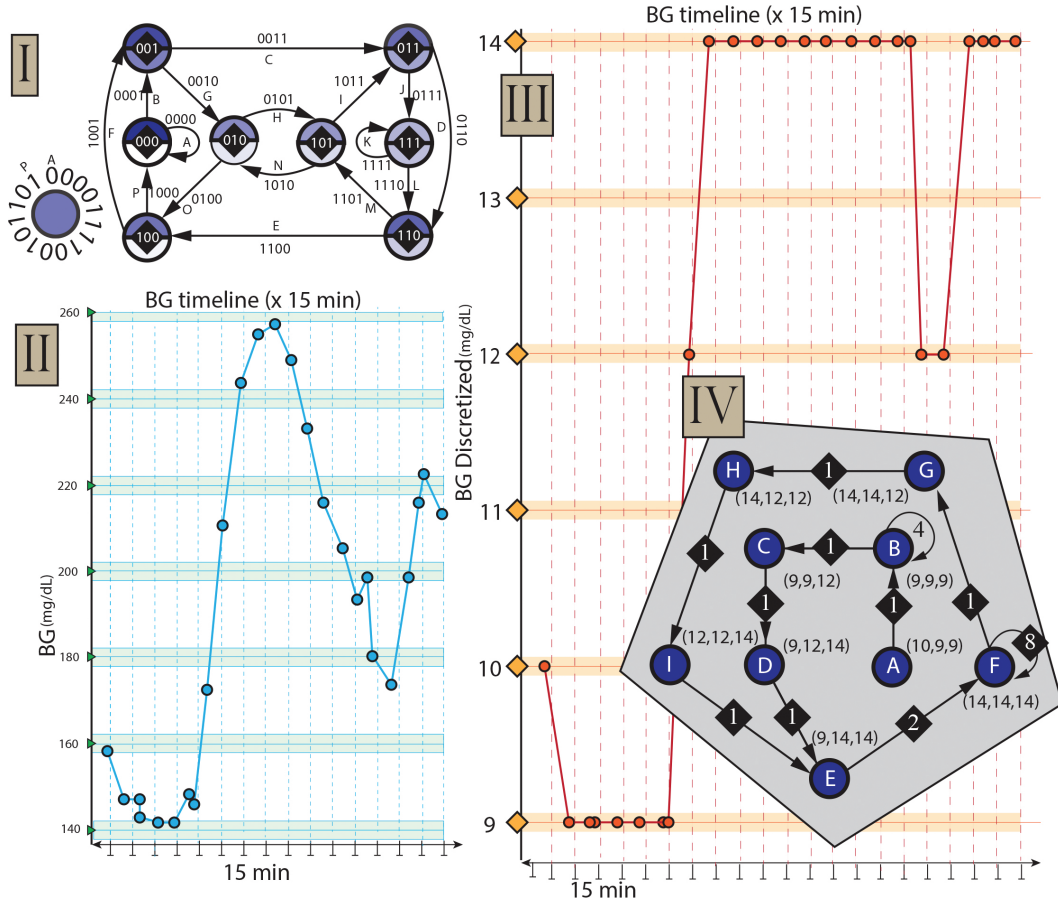 I
001
0011
C
011
0010
G
0001
B
0000
A
000
010
0101
H
101
1011
I
J
0111
111
K
1111
D
0110
F
1001
N
1010
P
1000
O
0100
1101
M
1110
L
100
E
1100
110
P A
0000111100101101
BG timeline (x 15 min)
II
BG (mg/dL)
260
240
220
200
180
160
140
15 min
BG timeline (x 15 min)
III
BG Discretized (mg/dL)
14
13
12
11
10
9
15 min
IV
H
1
G
(14,12,12)
(14,14,12)
1
C
1
B
4
(9,9,12)
(9,9,9)
1
1
1
I
(12,12,14)
D
(9,12,14)
A
(10,9,9)
F
8
(14,14,14)
1
1
(9,14,14)
2
E